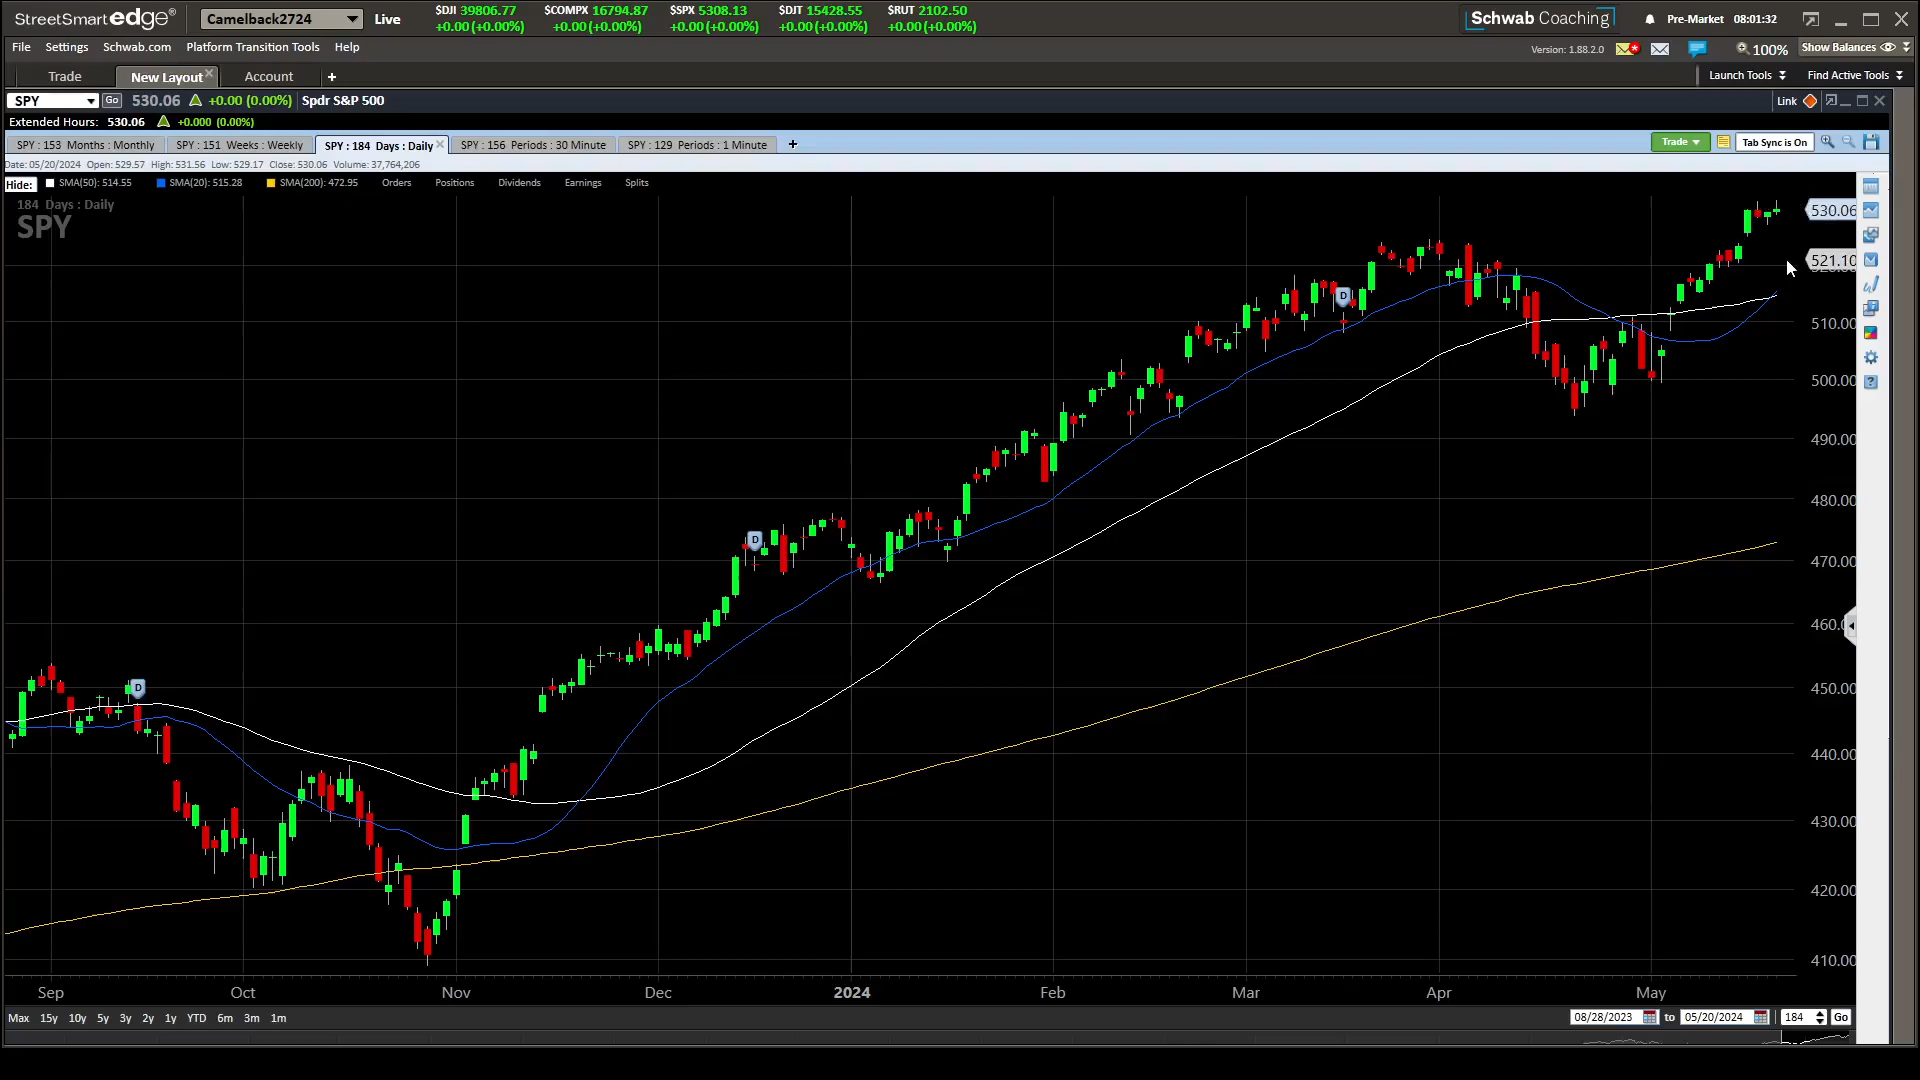 StreetSmart edge® Camelback2724 Live $DJI 39806.77 $COMPX 16794.87 $SPX 5308.13 $DJT 15428.55 $RUT 2102.50 Schwab Coaching Pre-Market 08:01:32
+0.00 (+0.00%) +0.00 (+0.00%) +0.00 (+0.00%) +0.00 (+0.00%) +0.00 (+0.00%)
File Settings Schwab.com Platform Transition Tools Help Version: 1.88.2.0 100% Show Balances
Trade New Layout Account + Launch Tools Find Active Tools
SPY Go 530.06 +0.00 (0.00%) Spdr S&P 500 Link
Extended Hours: 530.06 +0.000 (0.00%)
SPY : 153 Months : Monthly SPY : 151 Weeks : Weekly SPY : 184 Days : Daily SPY : 156 Periods : 30 Minute SPY : 129 Periods : 1 Minute + Trade Tab Sync is On
Date: 05/20/2024 Open: 529.57 High: 531.56 Low: 529.17 Close: 530.06 Volume: 37,764,206
Hide: SMA(50): 514.55 SMA(20): 515.28 SMA(200): 472.95 Orders Positions Dividends Earnings Splits
184 Days : Daily
SPY
530.06
521.10
D
510.00
500.00
490.00
480.00
D
470.00
460.0
D
450.00
440.00
430.00
420.00
410.00
Sep Oct Nov Dec 2024 Feb Mar Apr May
Max 15y 10y 5y 3y 2y 1y YTD 6m 3m 1m 08/28/2023 to 05/20/2024 184 Go